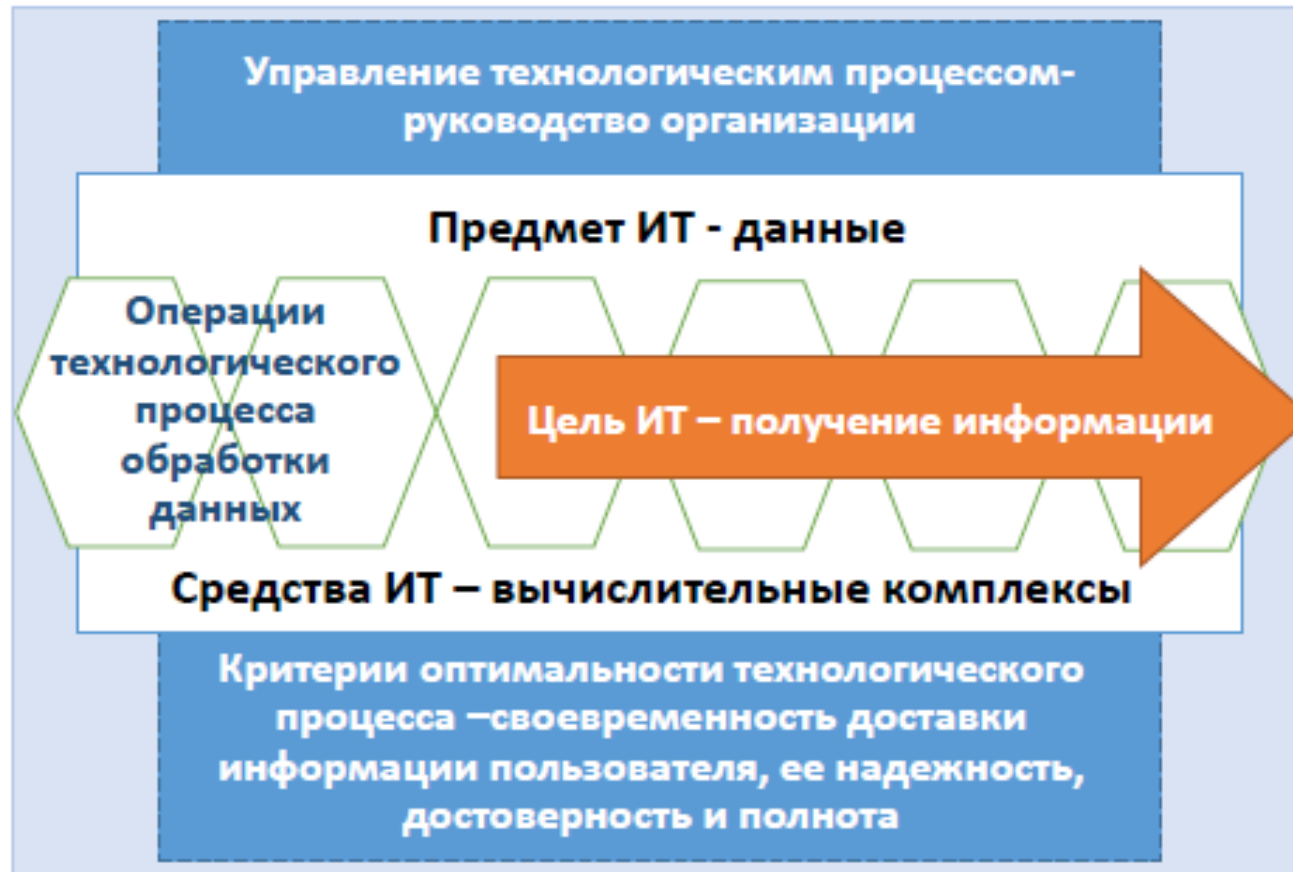 Управление технологическим процессом-
руководство организации
Предмет ИТ - данные
Операции
технологического
процесса
обработки
данных
Цель ИТ – получение информации
Средства ИТ – вычислительные комплексы
Критерии оптимальности технологического
процесса –своевременность доставки
информации пользователя, ее надежность,
достоверность и полнота